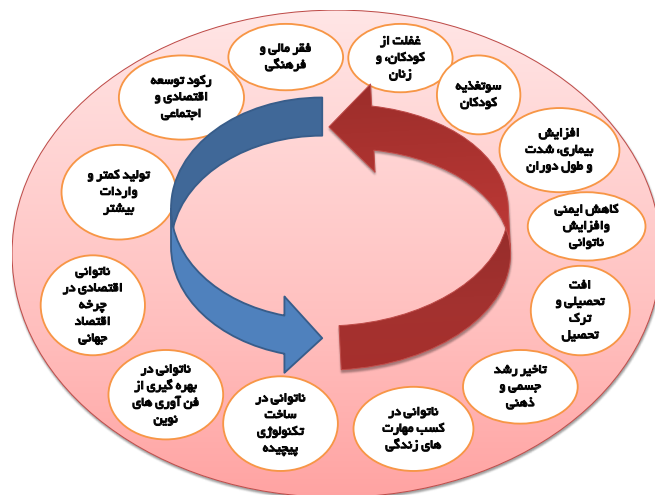 فقر مالی و
فرهنگی
غفلت از
کودکان، و
زنان
سوتغذیه
کودکان
افزایش
بیماری، شدت
و طول دوران
کاهش ایمنی
وافزایش
ناتوانی
افت
تحصیلی و
ترک
تحصیل
تاخیر رشد
جسمی و
ذهنی
ناتوانی در
کسب مهارت
های زندگی
ناتوانی در
ساخت
تکنولوژی
پیچیده
ناتوانی در
بهره گیری از
فن آوری های
نوین
ناتوانی
اقتصادی در
چرخه
اقتصاد
جهانی
تولید کمتر و
واردات
بیشتر
رکود توسعه
اقتصادی و
اجتماعی